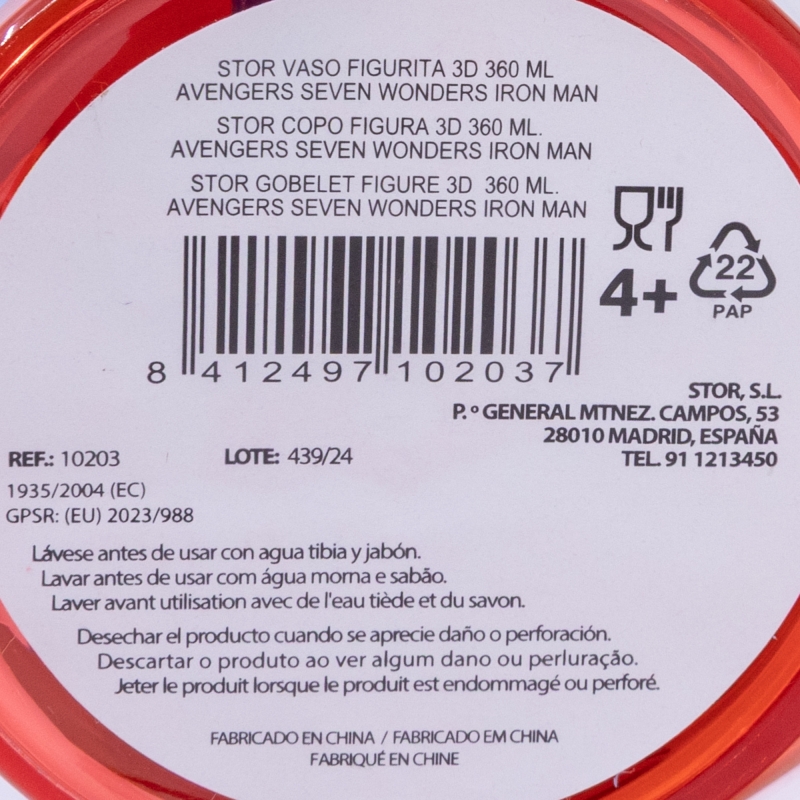 STOR VASO FIGURITA 3D 360 ML
AVENGERS SEVEN WONDERS IRON MAN
STOR COPO FIGURA 3D 360 ML.
AVENGERS SEVEN WONDERS IRON MAN
STOR GOBELET FIGURE 3D 360 ML.
AVENGERS SEVEN WONDERS IRON MAN
4+
22
PAP
8 412497 102037
STOR, S.L.
P.º GENERAL MTNEZ. CAMPOS, 53
28010 MADRID, ESPAÑA
TEL. 91 1213450
REF.: 10203 LOTE: 439/24
1935/2004 (EC)
GPSR: (EU) 2023/988
Lávese antes de usar con agua tibia y jabón.
Lavar antes de usar com água morna e sabão.
Laver avant utilisation avec de l'eau tiède et du savon.
Desechar el producto cuando se aprecie daño o perforación.
Descartar o produto ao ver algum dano ou perluração.
Jeter le produit lorsque le produit est endommagé ou perforé.
FABRICADO EN CHINA / FABRICADO EM CHINA
FABRIQUÉ EN CHINE